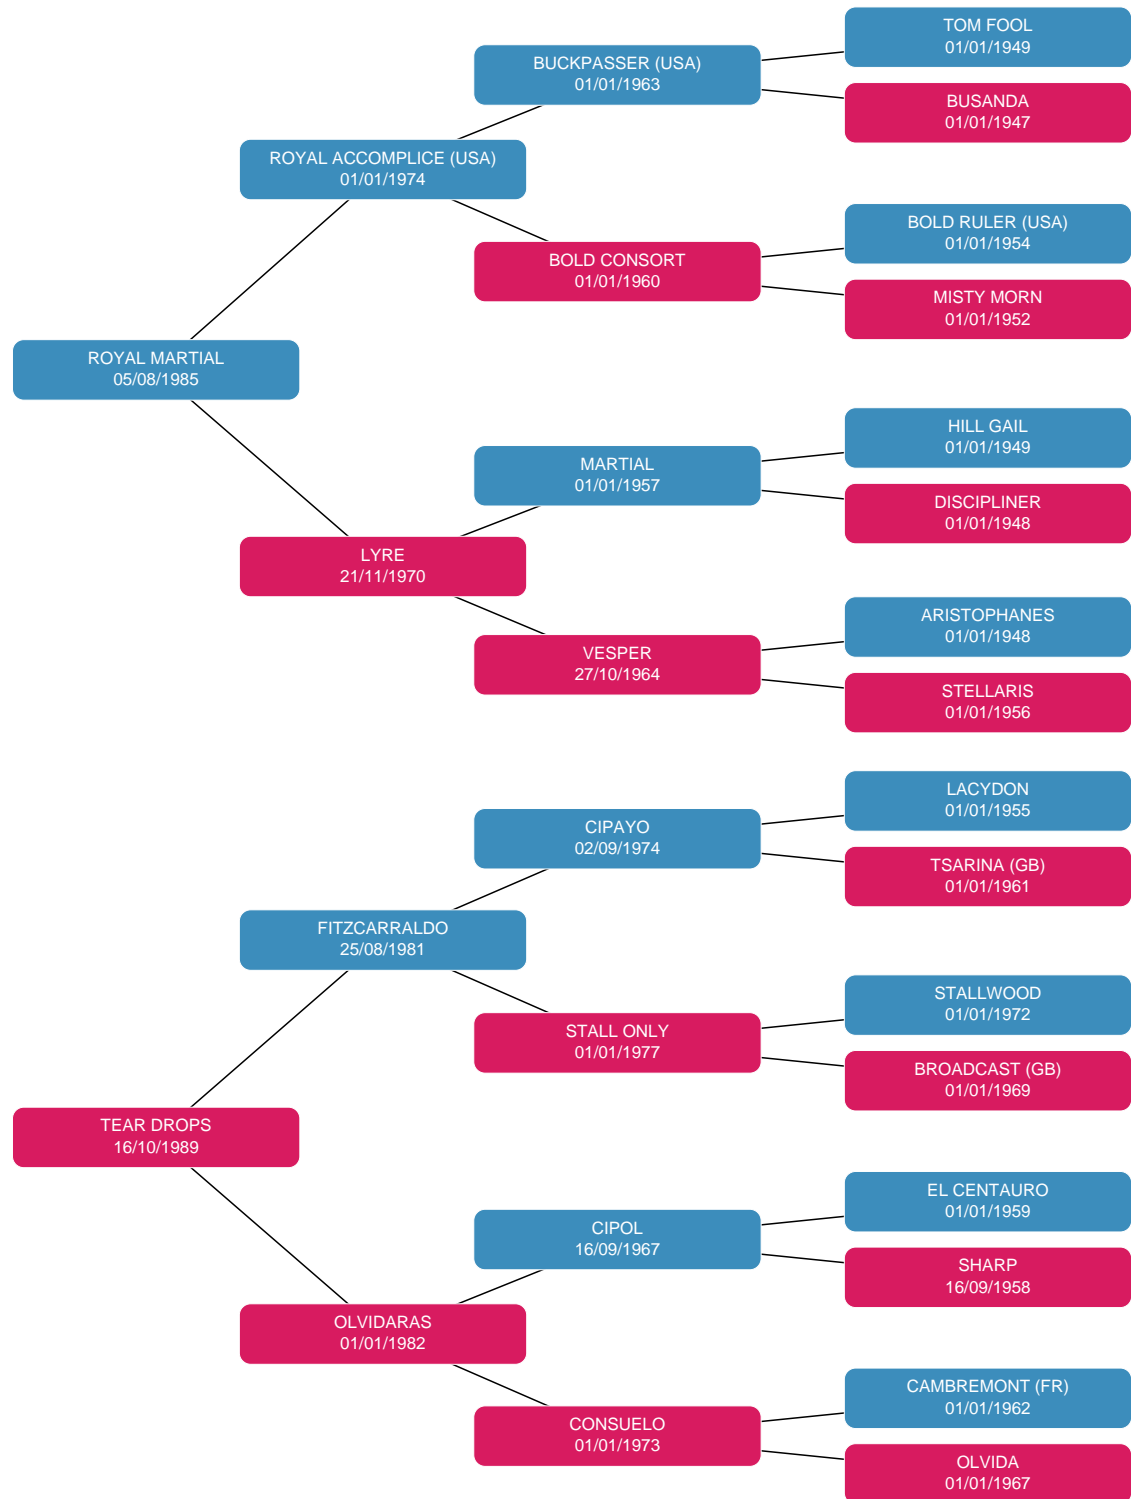 TOM FOOL
01/01/1949
BUCKPASSER (USA)
01/01/1963
BUSANDA
01/01/1947
ROYAL ACCOMPLICE (USA)
01/01/1974
BOLD RULER (USA)
01/01/1954
BOLD CONSORT
01/01/1960
MISTY MORN
01/01/1952
ROYAL MARTIAL
05/08/1985
HILL GAIL
01/01/1949
MARTIAL
01/01/1957
DISCIPLINER
01/01/1948
LYRE
21/11/1970
ARISTOPHANES
01/01/1948
VESPER
27/10/1964
STELLARIS
01/01/1956
LACYDON
01/01/1955
CIPAYO
02/09/1974
TSARINA (GB)
01/01/1961
FITZCARRALDO
25/08/1981
STALLWOOD
01/01/1972
STALL ONLY
01/01/1977
BROADCAST (GB)
01/01/1969
TEAR DROPS
16/10/1989
EL CENTAURO
01/01/1959
CIPOL
16/09/1967
SHARP
16/09/1958
OLVIDARAS
01/01/1982
CAMBREMONT (FR)
01/01/1962
CONSUELO
01/01/1973
OLVIDA
01/01/1967